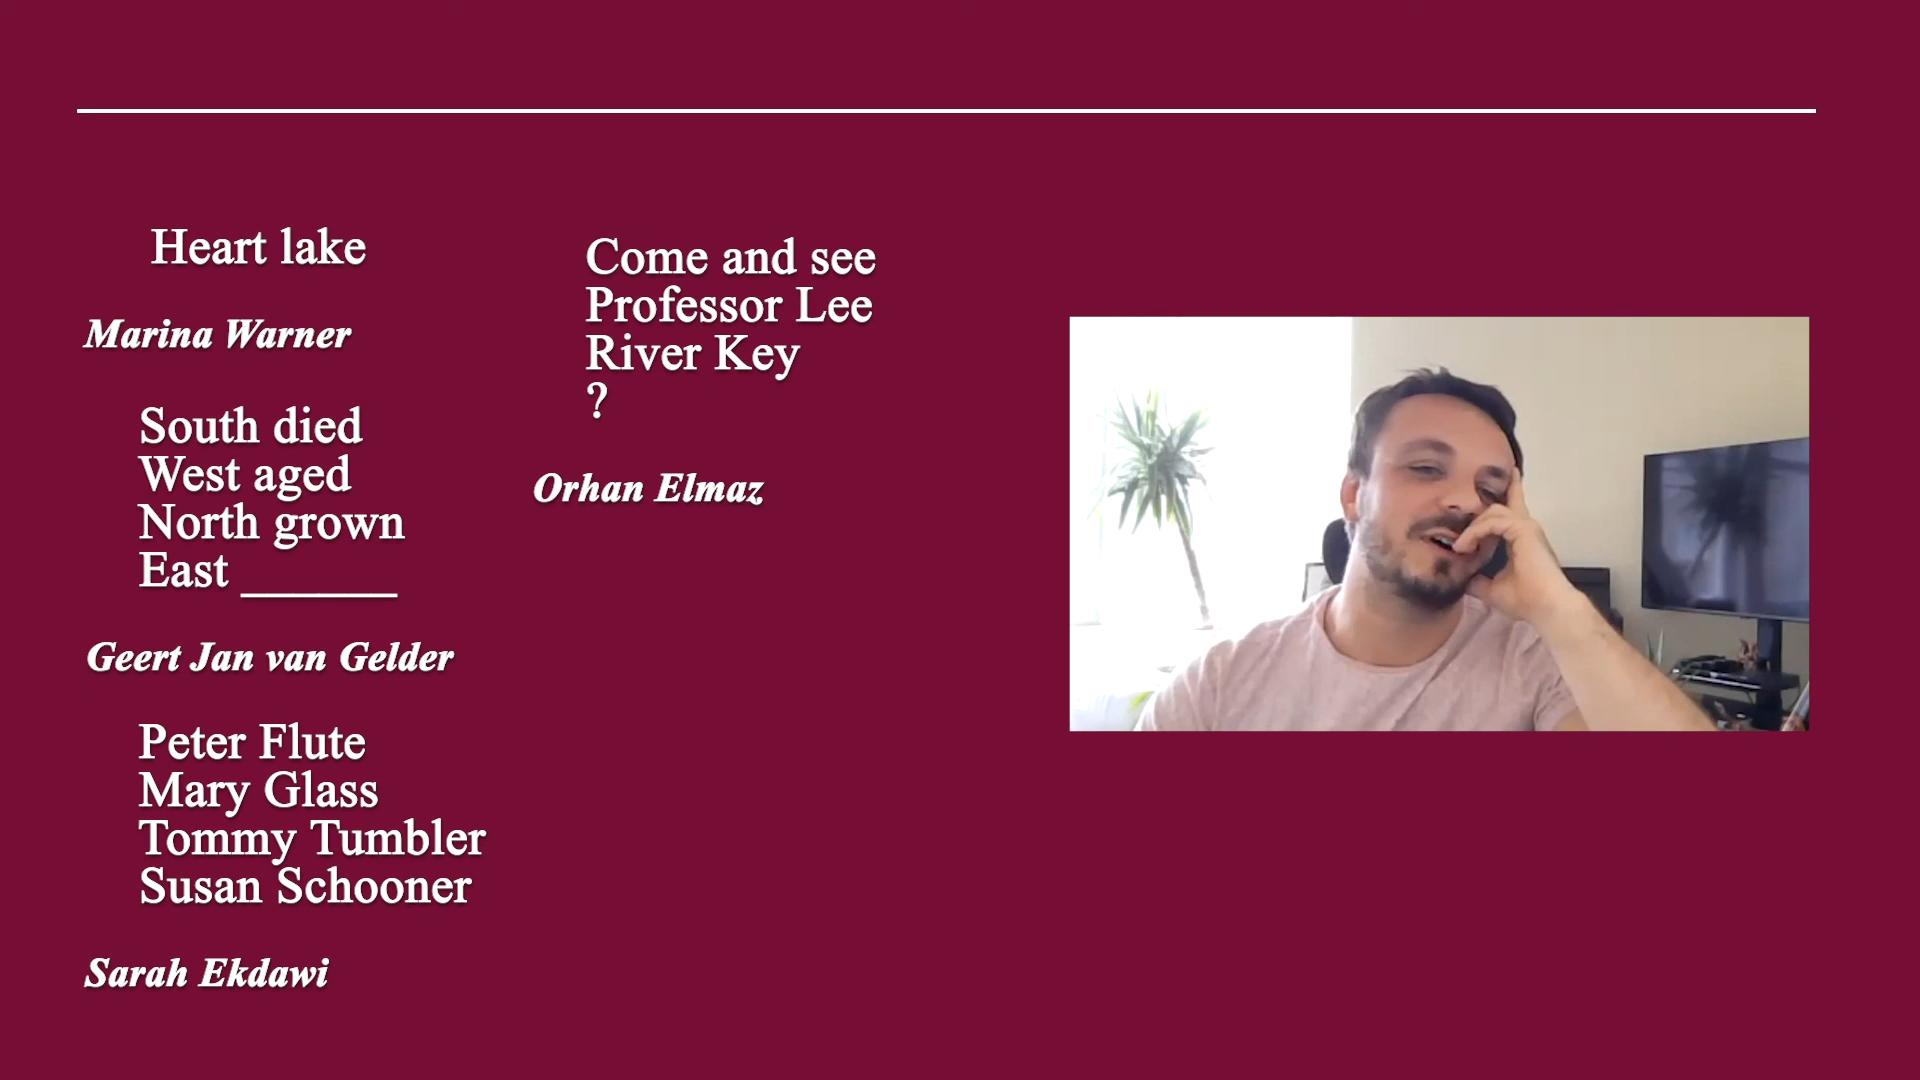 Heart lake
Marina Warner
South died
West aged
North grown
East ______
Geert Jan van Gelder
Peter Flute
Mary Glass
Tommy Tumbler
Susan Schooner
Sarah Ekdawi
Come and see
Professor Lee
River Key
?
Orhan Elmaz